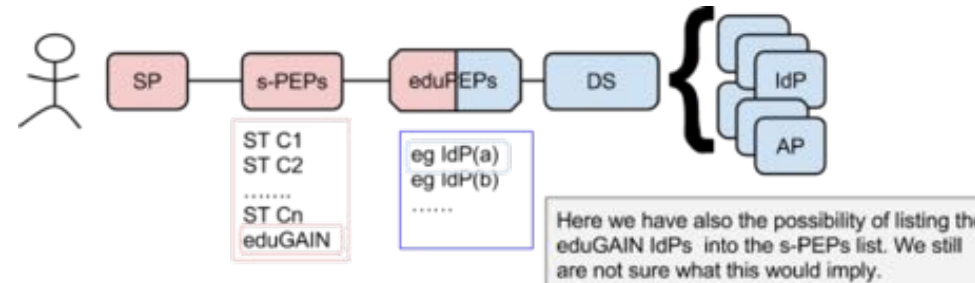 SP
s-PEPs
eduPEPs
DS
IdP
AP
ST C1
ST C2
.......
ST Cn
eduGAIN
eg IdP(a)
eg IdP(b)
......
Here we have also the possibility of listing the
eduGAIN IdPs into the s-PEPs list. We still
are not sure what this would imply.